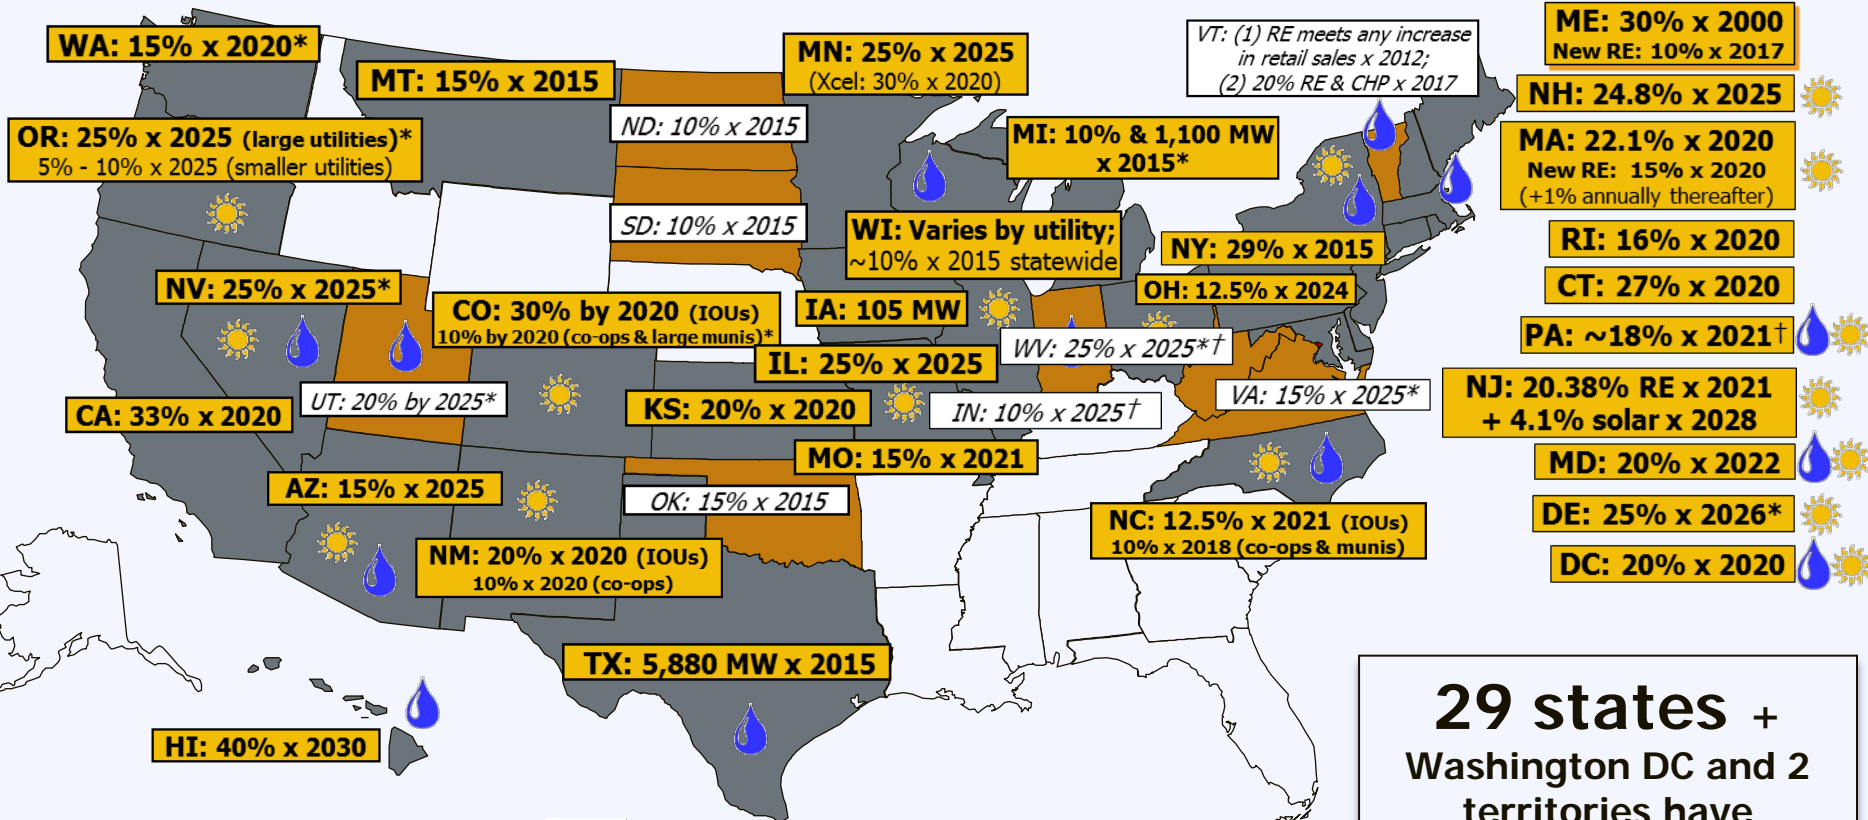 WA: 15% x 2020*
MT: 15% x 2015
MN: 25% x 2025
(Xcel: 30% x 2020)
VT: (1) RE meets any increase
in retail sales x 2012;
(2) 20% RE & CHP x 2017
ME: 30% x 2000
New RE: 10% x 2017
NH: 24.8% x 2025
OR: 25% x 2025 (large utilities)*
5% - 10% x 2025 (smaller utilities)
ND: 10% x 2015
MI: 10% & 1,100 MW
x 2015*
MA: 22.1% x 2020
New RE: 15% x 2020
(+1% annually thereafter)
SD: 10% x 2015
WI: Varies by utility;
~10% x 2015 statewide
NY: 29% x 2015
RI: 16% x 2020
NV: 25% x 2025*
CO: 30% by 2020 (IOUs)
10% by 2020 (co-ops & large munis)*
IA: 105 MW
OH: 12.5% x 2024
CT: 27% x 2020
IL: 25% x 2025
WV: 25% x 2025*†
PA: ~18% x 2021†
UT: 20% by 2025*
CA: 33% x 2020
KS: 20% x 2020
IN: 10% x 2025†
VA: 15% x 2025*
NJ: 20.38% RE x 2021
+ 4.1% solar x 2028
MO: 15% x 2021
MD: 20% x 2022
AZ: 15% x 2025
OK: 15% x 2015
NC: 12.5% x 2021 (IOUs)
10% x 2018 (co-ops & munis)
DE: 25% x 2026*
NM: 20% x 2020 (IOUs)
10% x 2020 (co-ops)
DC: 20% x 2020
TX: 5,880 MW x 2015
HI: 40% x 2030
29 states +
Washington DC and 2
territories have